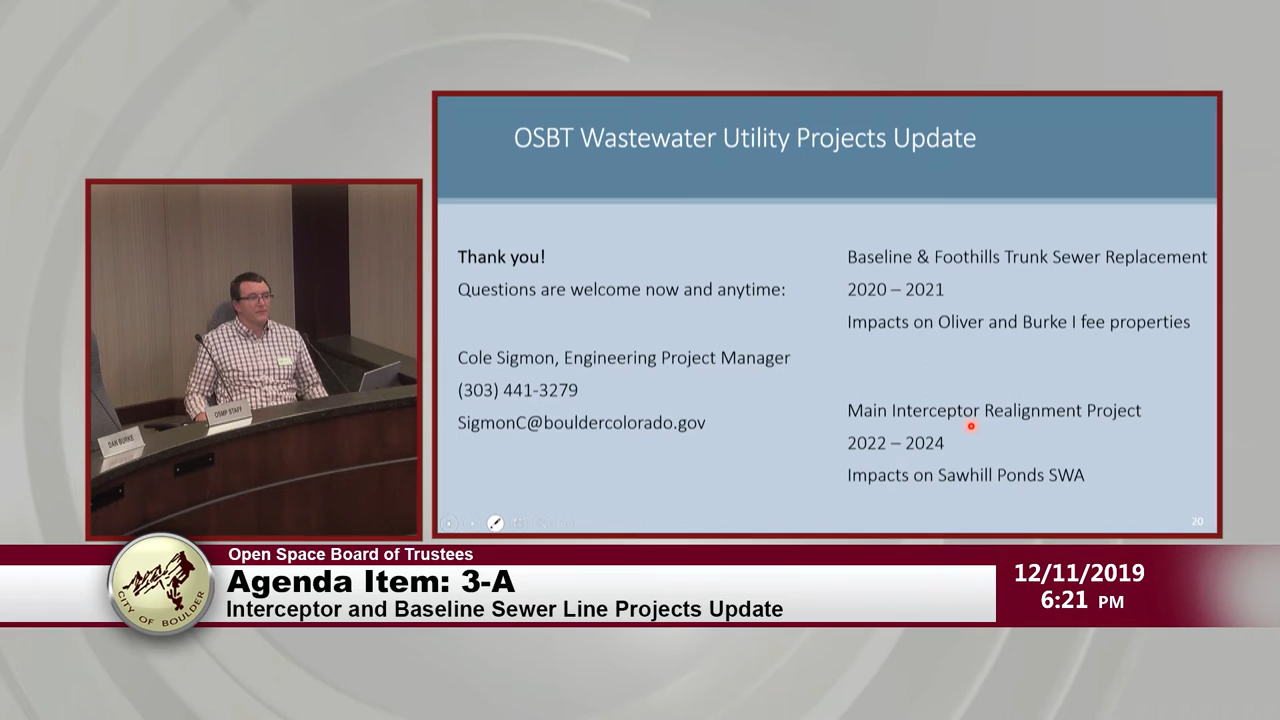 OSBT Wastewater Utility Projects Update
Thank you!
Questions are welcome now and anytime:
Cole Sigmon, Engineering Project Manager
(303) 441-3279
SigmonC@bouldercolorado.gov
Baseline & Foothills Trunk Sewer Replacement
2020 – 2021
Impacts on Oliver and Burke I fee properties
Main Interceptor Realignment Project
2022 – 2024
Impacts on Sawhill Ponds SWA
20
OSMP STAFF
DAN BURKE
CITY OF BOULDER
Open Space Board of Trustees
Agenda Item: 3-A
Interceptor and Baseline Sewer Line Projects Update
12/11/2019
6:21 PM